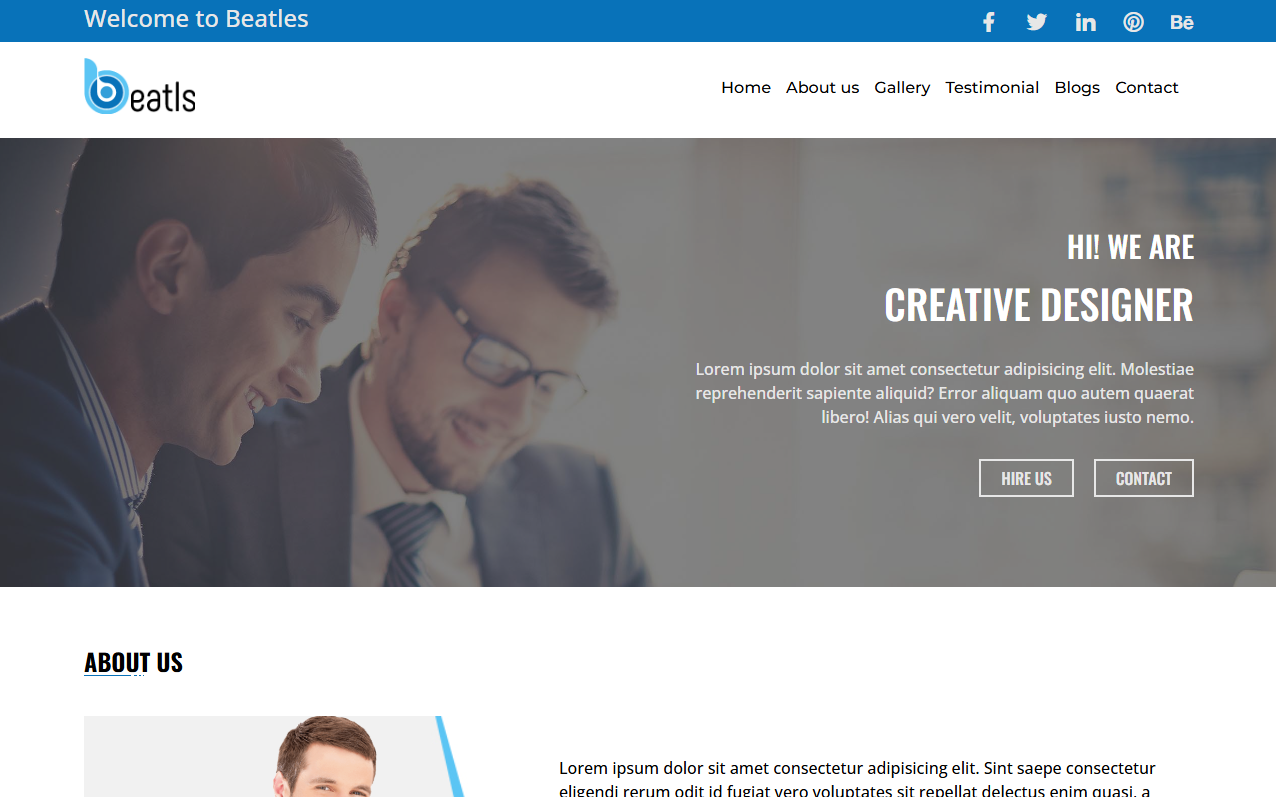 Welcome to Beatles
Bē
beatls
Home About us Gallery Testimonial Blogs Contact
HI! WE ARE
CREATIVE DESIGNER
Lorem ipsum dolor sit amet consectetur adipisicing elit. Molestiae
reprehenderit sapiente aliquid? Error aliquam quo autem quaerat
libero! Alias qui vero velit, voluptates iusto nemo.
HIRE US CONTACT
ABOUT US
Lorem ipsum dolor sit amet consectetur adipisicing elit. Sint saepe consectetur
eligendi rerum odit id fugiat vero voluptates sit repellat delectus enim quasi, a